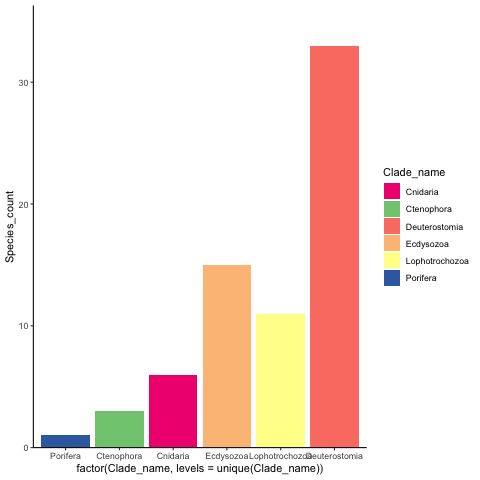 Species_count
30
20
10
0
Porifera Ctenophora Cnidaria Ecdysozoa Lophotrochozoa Deuterostomia
factor(Clade_name, levels = unique(Clade_name))
Clade_name
Cnidaria
Ctenophora
Deuterostomia
Ecdysozoa
Lophotrochozoa
Porifera